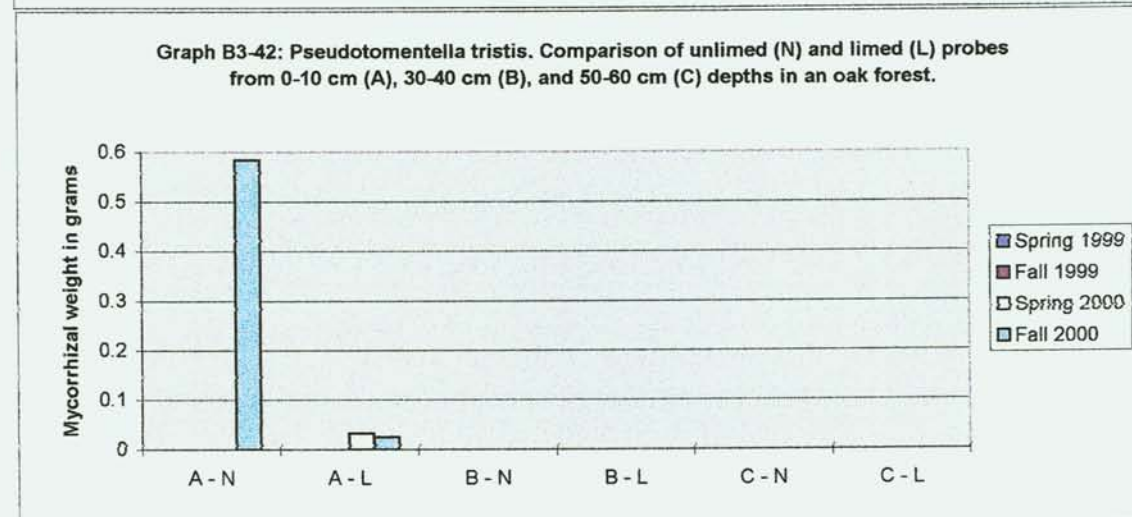 Graph B3-42: Pseudotomentella tristis. Comparison of unlimed (N) and limed (L) probes
from 0-10 cm (A), 30-40 cm (B), and 50-60 cm (C) depths in an oak forest.
Mycorrhizal weight in grams
0.6
0.5
0.4
0.3
0.2
0.1
0
A - N
A - L
B - N
B - L
C - N
C - L
Spring 1999
Fall 1999
Spring 2000
Fall 2000